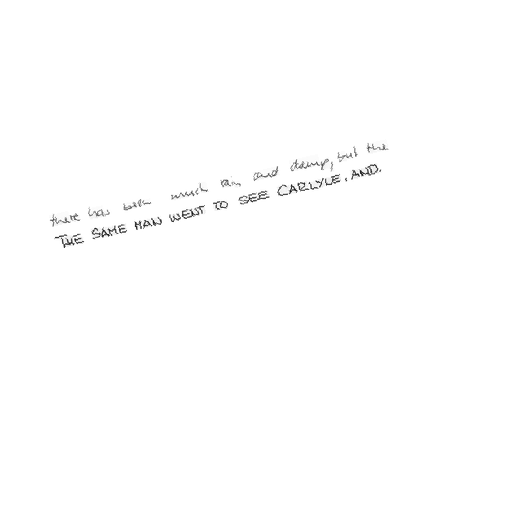 there has been much rain and damp, but the
THE SAME MAN WENT TO SEE CARLYLE, AND.